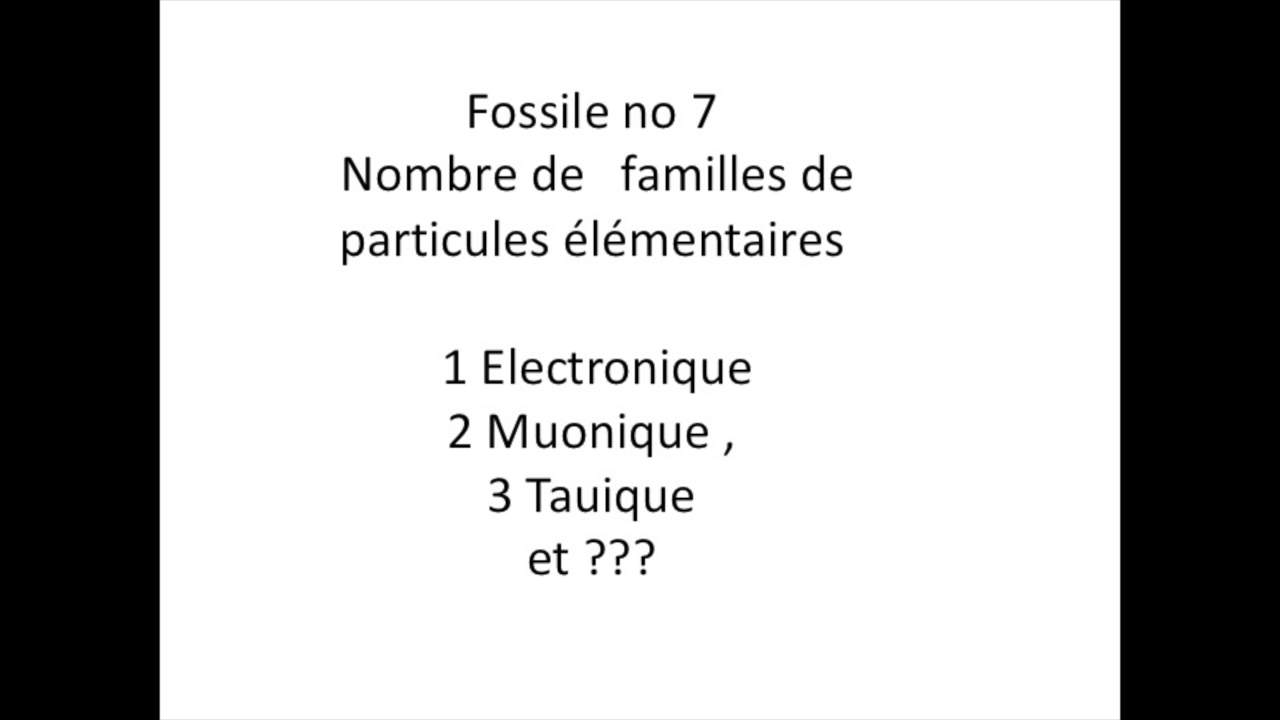 Fossile no 7
Nombre de familles de
particules élémentaires
1 Electronique
2 Muonique ,
3 Tauique
et ???